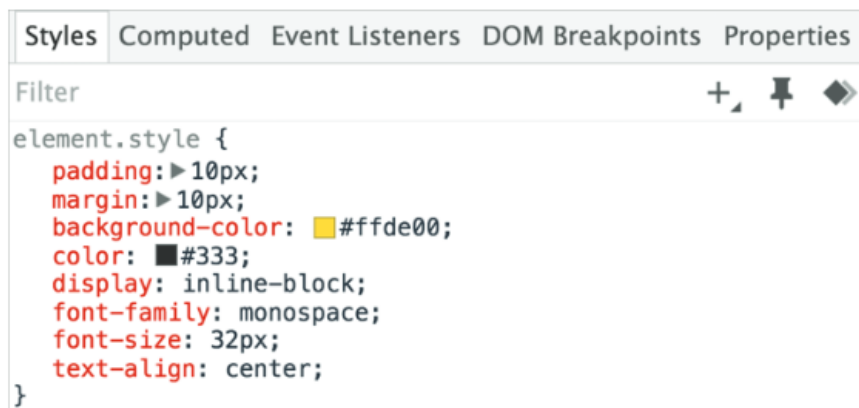 Styles Computed Event Listeners DOM Breakpoints Properties
Filter
element.style {
padding: 10px;
margin: 10px;
background-color: #ffde00;
color: #333;
display: inline-block;
font-family: monospace;
font-size: 32px;
text-align: center;
}